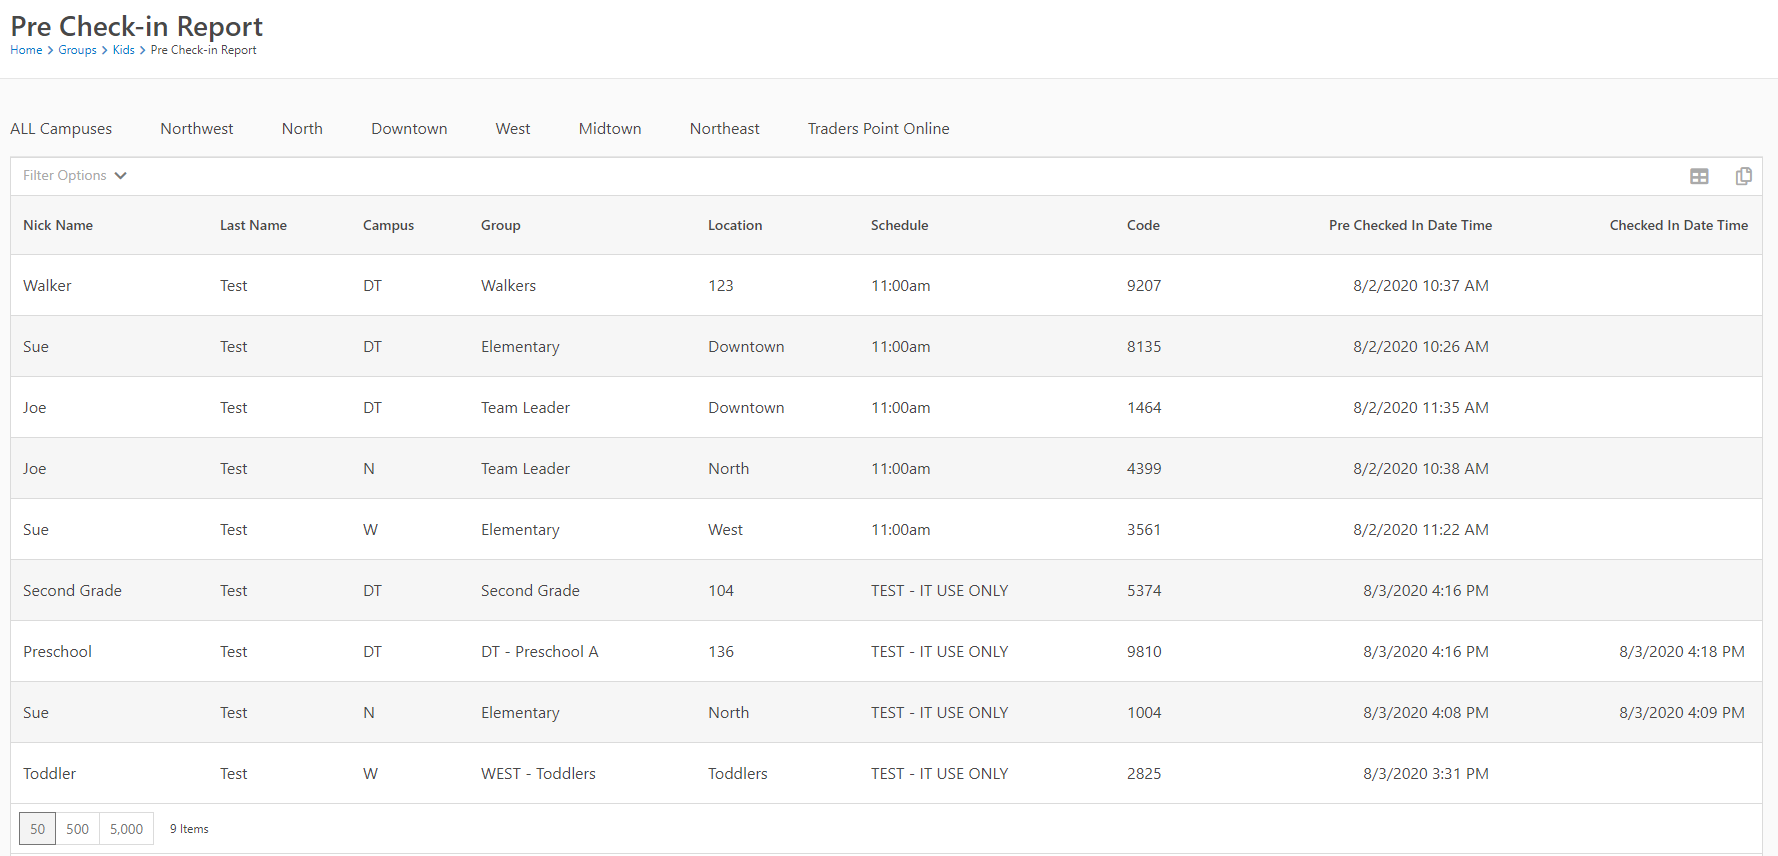 Pre Check-in Report
Home > Groups > Kids > Pre Check-in Report
ALL Campuses Northwest North Downtown West Midtown Northeast Traders Point Online
Filter Options
Nick Name Last Name Campus Group Location Schedule Code Pre Checked In Date Time Checked In Date Time
Walker Test DT Walkers 123 11:00am 9207 8/2/2020 10:37 AM
Sue Test DT Elementary Downtown 11:00am 8135 8/2/2020 10:26 AM
Joe Test DT Team Leader Downtown 11:00am 1464 8/2/2020 11:35 AM
Joe Test N Team Leader North 11:00am 4399 8/2/2020 10:38 AM
Sue Test W Elementary West 11:00am 3561 8/2/2020 11:22 AM
Second Grade Test DT Second Grade 104 TEST - IT USE ONLY 5374 8/3/2020 4:16 PM
Preschool Test DT DT - Preschool A 136 TEST - IT USE ONLY 9810 8/3/2020 4:16 PM 8/3/2020 4:18 PM
Sue Test N Elementary North TEST - IT USE ONLY 1004 8/3/2020 4:08 PM 8/3/2020 4:09 PM
Toddler Test W WEST - Toddlers Toddlers TEST - IT USE ONLY 2825 8/3/2020 3:31 PM
50 500 5,000 9 Items